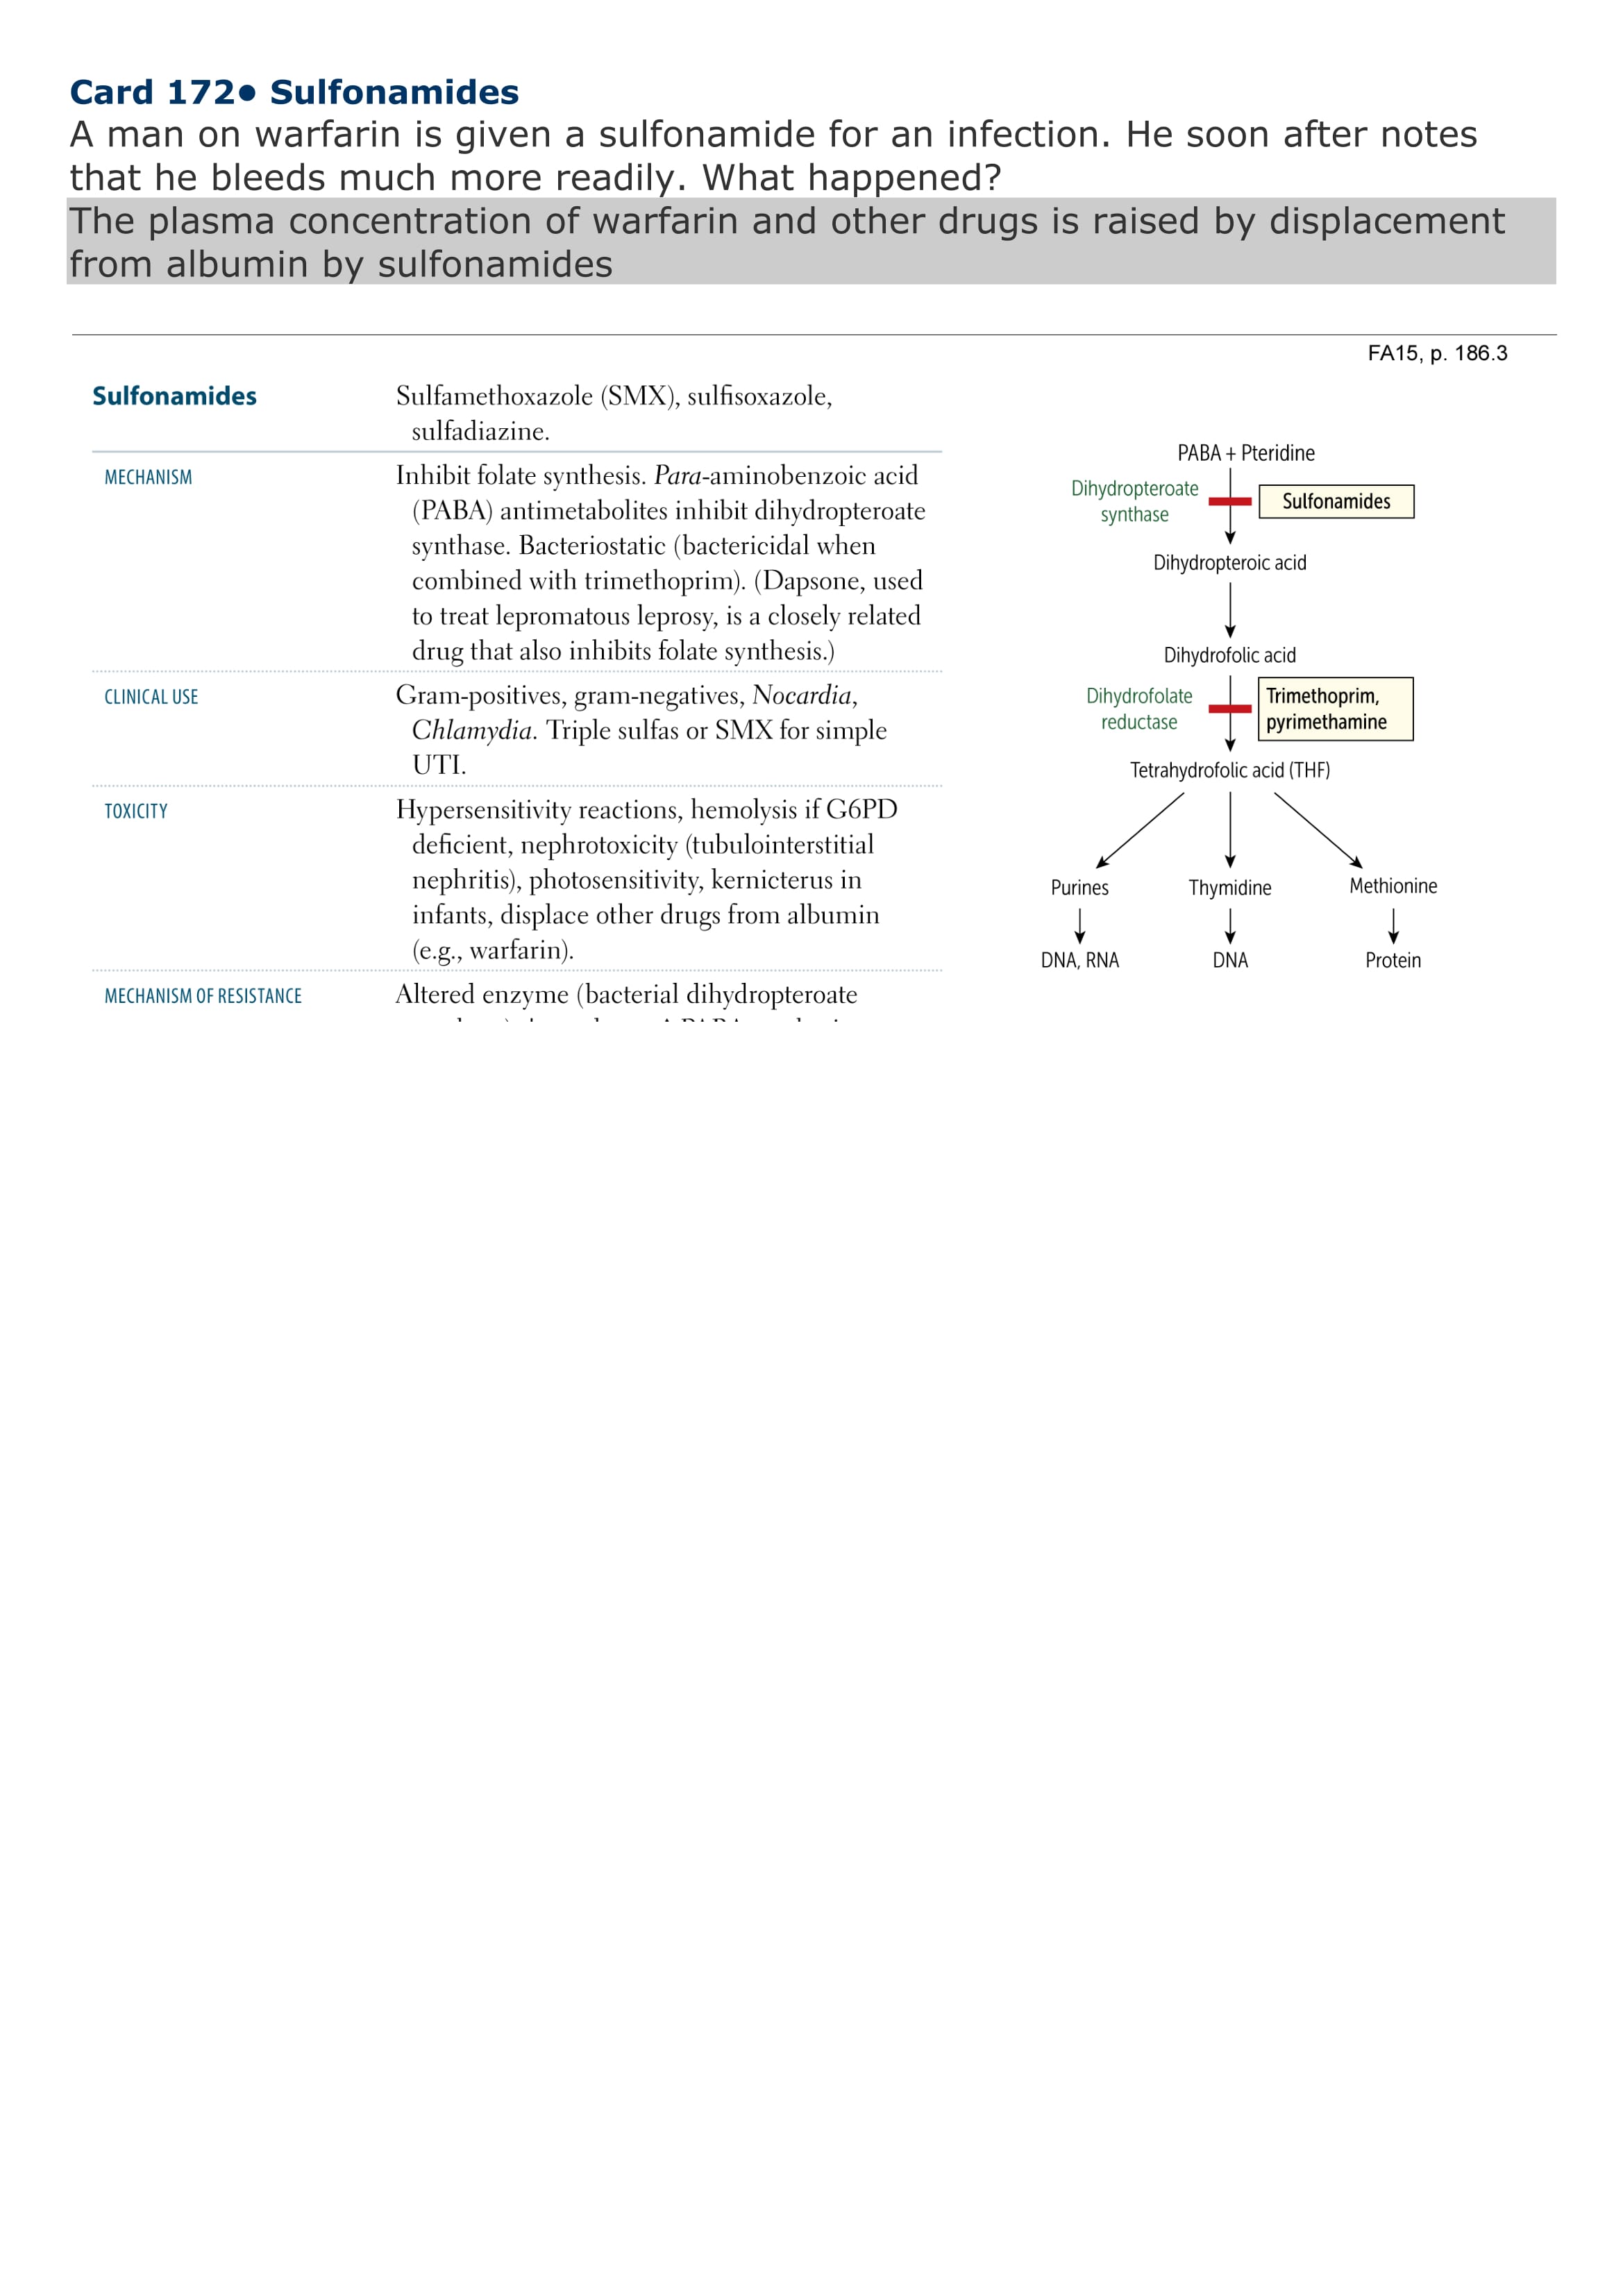 Card 172• Sulfonamides
A man on warfarin is given a sulfonamide for an infection. He soon after notes
that he bleeds much more readily. What happened?
The plasma concentration of warfarin and other drugs is raised by displacement
from albumin by sulfonamides
FA15, p. 186.3
Sulfonamides
Sulfamethoxazole (SMX), sulfisoxazole,
sulfadiazine.
MECHANISM
Inhibit folate synthesis. Para-aminobenzoic acid
(PABA) antimetabolites inhibit dihydropteroate
synthase. Bacteriostatic (bactericidal when
combined with trimethoprim). (Dapsone, used
to treat lepromatous leprosy, is a closely related
drug that also inhibits folate synthesis.)
CLINICAL USE
Gram-positives, gram-negatives, Nocardia,
Chlamydia. Triple sulfas or SMX for simple
UTI.
TOXICITY
Hypersensitivity reactions, hemolysis if G6PD
deficient, nephrotoxicity (tubulointerstitial
nephritis), photosensitivity, kernicterus in
infants, displace other drugs from albumin
(e.g., warfarin).
MECHANISM OF RESISTANCE
Altered enzyme (bacterial dihydropteroate
PABA + Pteridine
Dihydropteroate
synthase
Sulfonamides
Dihydropteroic acid
Dihydrofolic acid
Dihydrofolate
reductase
Trimethoprim,
pyrimethamine
Tetrahydrofolic acid (THF)
Purines
Thymidine
Methionine
DNA, RNA
DNA
Protein